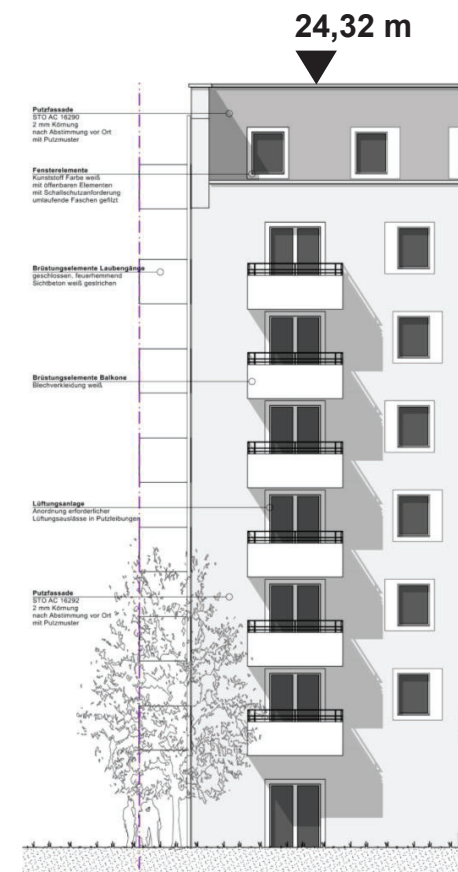 24,32 m
Putzfassade
STO AC 16290
2 mm Körnung
nach Abstimmung vor Ort
mit Putzmuster
Fensterelemente
Kunststoff Farbe weiß
mit öffenbaren Elementen
mit Schallschutzanforderung
umlaufende Faschen gefilzt
Brüstungselemente Laubengänge
geschlossen, feuerhemmend
Sichtbeton weiß gestrichen
Brüstungselemente Balkone
Blechverkleidung weiß
Lüftungsanlage
Anordnung erforderlicher
Lüftungsauslässe in Putzleibungen
Putzfassade
STO AC 16292
2 mm Körnung
nach Abstimmung vor Ort
mit Putzmuster